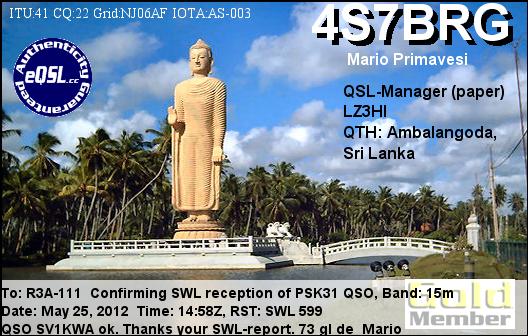 ITU:41 CQ:22 Grid:NJ06AF IOTA:AS-003
4S7BRG
Mario Primavesi
Authenticity
eQSL.cc
Guaranteed
QSL-Manager (paper)
LZ3HI
QTH: Ambalangoda,
Sri Lanka
To: R3A-111 Confirming SWL reception of PSK31 QSO, Band: 15m
Date: May 25, 2012 Time: 14:58Z, RST: SWL 599
QSO SV1KWA ok. Thanks your SWL-report. 73 gl de Mario
eQSL.cc
Gold
Member